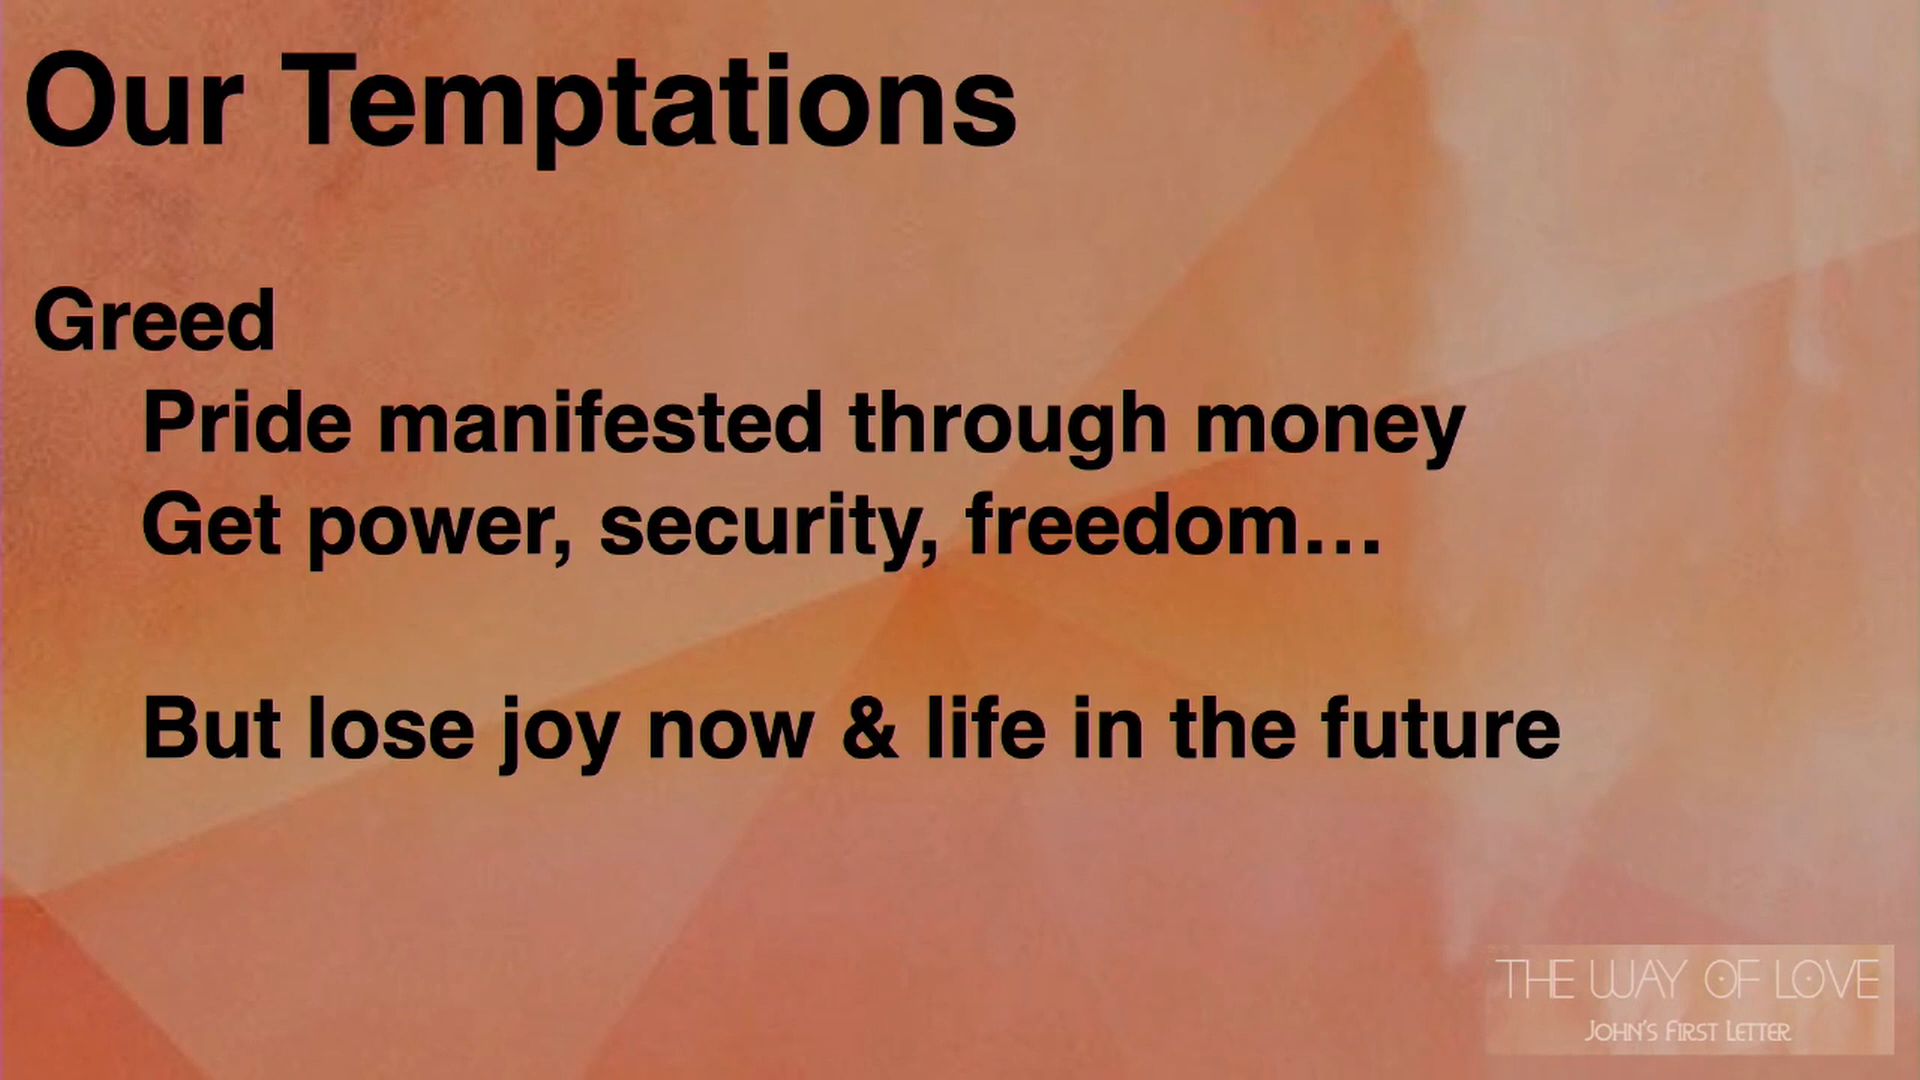 Our Temptations
Greed
Pride manifested through money
Get power, security, freedom…
But lose joy now & life in the future
THE WAY OF LOVE
JOHN'S FIRST LETTER